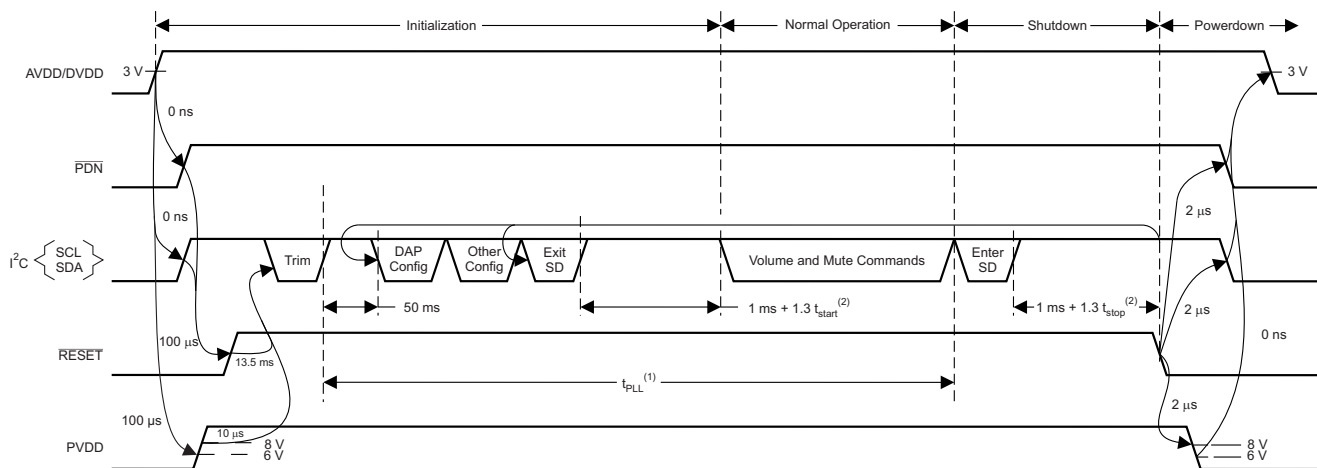 Initialization
Normal Operation
Shutdown
Powerdown
AVDD/DVDD
3 V
3 V
0 ns
PDN
0 ns
2 μs
I²C
SCL
SDA
Trim
DAP
Config
Other
Config
Exit
SD
Volume and Mute Commands
Enter
SD
50 ms
1 ms + 1.3 tstart(2)
1 ms + 1.3 tstop(2)
2 μs
0 ns
100 μs
RESET
13.5 ms
tPLL(1)
2 μs
100 μs
10 μs
PVDD
8 V
6 V
8 V
6 V